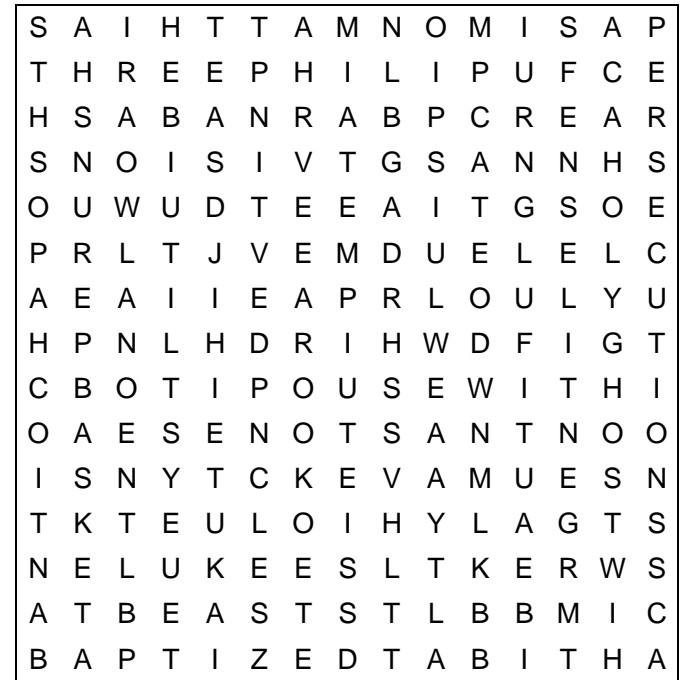 S A I H T T A M N O M I S A P
T H R E E P H I L I P U F C E
H S A B A N R A B P C R E A R
S N O I S I V T G S A N N H S
O U W U D T E E A I T G S O E
P R L T J V E M D U E L E L C
A E A I I E A P R L O U L Y U
H P N L H D R I H W D F I G T
C B O T I P O U S E W I T H I
O A E S E N O T S A N T N O O
I S N Y T C K E V A M U E S N
T K T E U L O I H Y L A G T S
N E L U K E E S L T K E R W S
A T B E A S T S T L B B M I C
B A P T I Z E D T A B I T H A